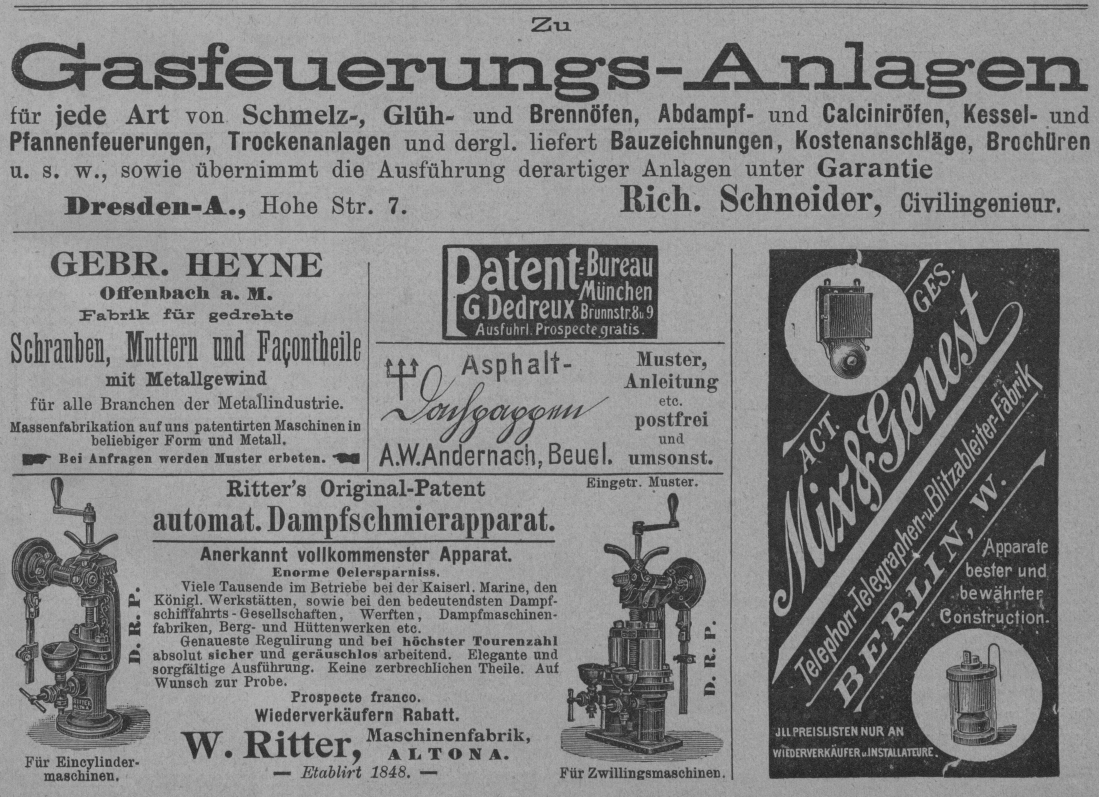 Zu
Gasfeuerungs-Anlagen
für jede Art von Schmelz-, Glüh- und Brennöfen, Abdampf- und Calciniröfen, Kessel- und
Pfannenfeuerungen, Trockenanlagen und dergl. liefert Bauzeichnungen, Kostenanschläge, Brochüren
u. s. w., sowie übernimmt die Ausführung derartiger Anlagen unter Garantie
Dresden-A., Hohe Str. 7.
Rich. Schneider, Civilingenieur.
GEBR. HEYNE
Offenbach a. M.
Fabrik für gedrehte
Schrauben, Muttern und Façontheile
mit Metallgewind
für alle Branchen der Metallindustrie.
Massenfabrikation auf uns patentirten Maschinen in
beliebiger Form und Metall.
Bei Anfragen werden Muster erbeten.
Patent-Bureau
München
G. Dedreux Brunnstr. 8 u. 9
Ausführl. Prospecte gratis.
Asphalt-
Dachpappen
A.W. Andernach, Beuel.
Muster,
Anleitung
etc.
postfrei
und
umsonst.
Ritter's Original-Patent
Eingetr. Muster.
automat. Dampfschmierapparat.
Anerkannt vollkommenster Apparat.
Enorme Oelersparniss.
Viele Tausende im Betriebe bei der Kaiserl. Marine, den
Königl. Werkstätten, sowie bei den bedeutendsten Dampf-
schifffahrts-Gesellschaften, Werften, Dampfmaschinen-
fabriken, Berg- und Hüttenwerken etc.
Genaueste Regulirung und bei höchster Tourenzahl
absolut sicher und geräuschlos arbeitend. Elegante und
sorgfältige Ausführung. Keine zerbrechlichen Theile. Auf
Wunsch zur Probe.
Prospecte franco.
Wiederverkäufern Rabatt.
W. Ritter, Maschinenfabrik,
ALTONA.
— Etablirt 1848. —
D. R. P.
Für Eincylinder-
maschinen.
D. R. P.
Für Zwillingsmaschinen.
ACT. GES.
Mix & Genest
Telephon-Telegraphen- u. Blitzableiter-Fabrik
BERLIN, W.
Apparate
bester und
bewährter
Construction.
JLL PREISLISTEN NUR AN
WIEDERVERKÄUFER u. INSTALLATEURE.